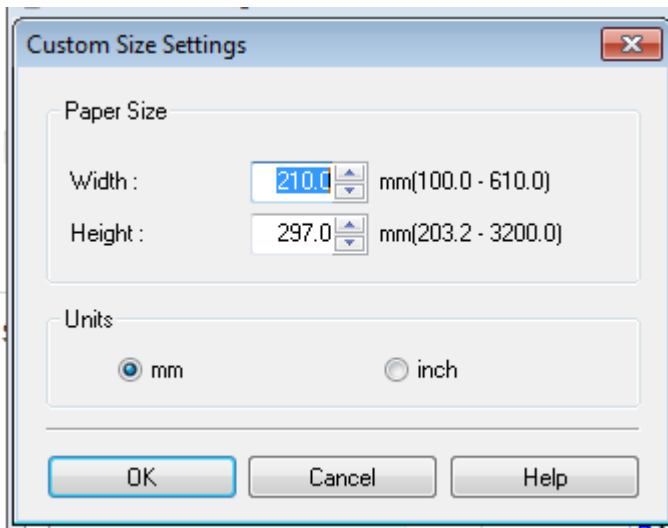 Custom Size Settings
Paper Size
Width : 210.0 mm(100.0 - 610.0)
Height : 297.0 mm(203.2 - 3200.0)
Units
mm inch
OK Cancel Help